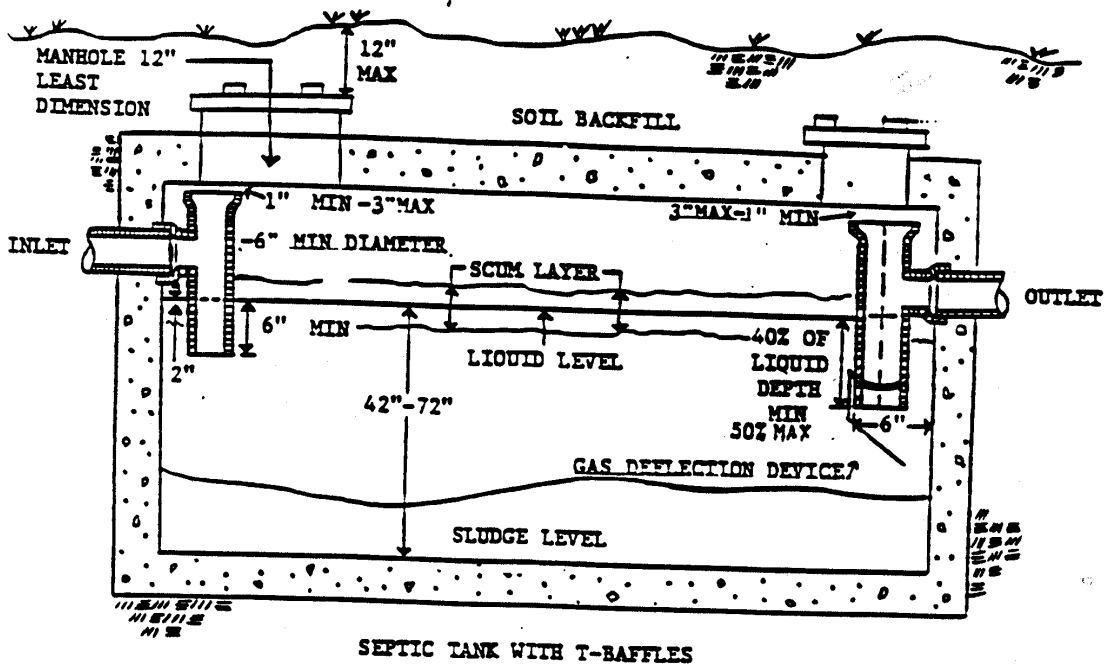 MANHOLE 12"
LEAST
DIMENSION
12"
MAX
SOIL BACKFILL
1" MIN -3"MAX
3"MAX-1" MIN
INLET
-6" MIN DIAMETER
SCUM LAYER
OUTLET
6" MIN
2"
LIQUID LEVEL
40% OF
LIQUID
DEPTH
MIN
50% MAX
6"
42"-72"
GAS DEFLECTION DEVICE
SLUDGE LEVEL
SEPTIC TANK WITH T-BAFFLES